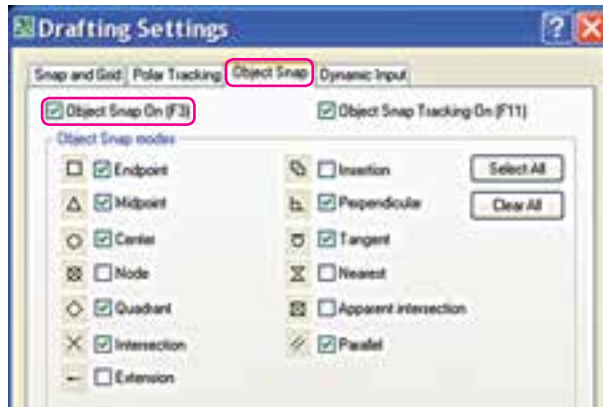 Drafting Settings
Snap and Grid Polar Tracking Object Snap Dynamic Input
Object Snap On (F3) Object Snap Tracking On (F11)
Object Snap modes
Endpoint Insertion Select All
Midpoint Perpendicular Clear All
Center Tangent
Node Nearest
Quadrant Apparent intersection
Intersection Parallel
Extension